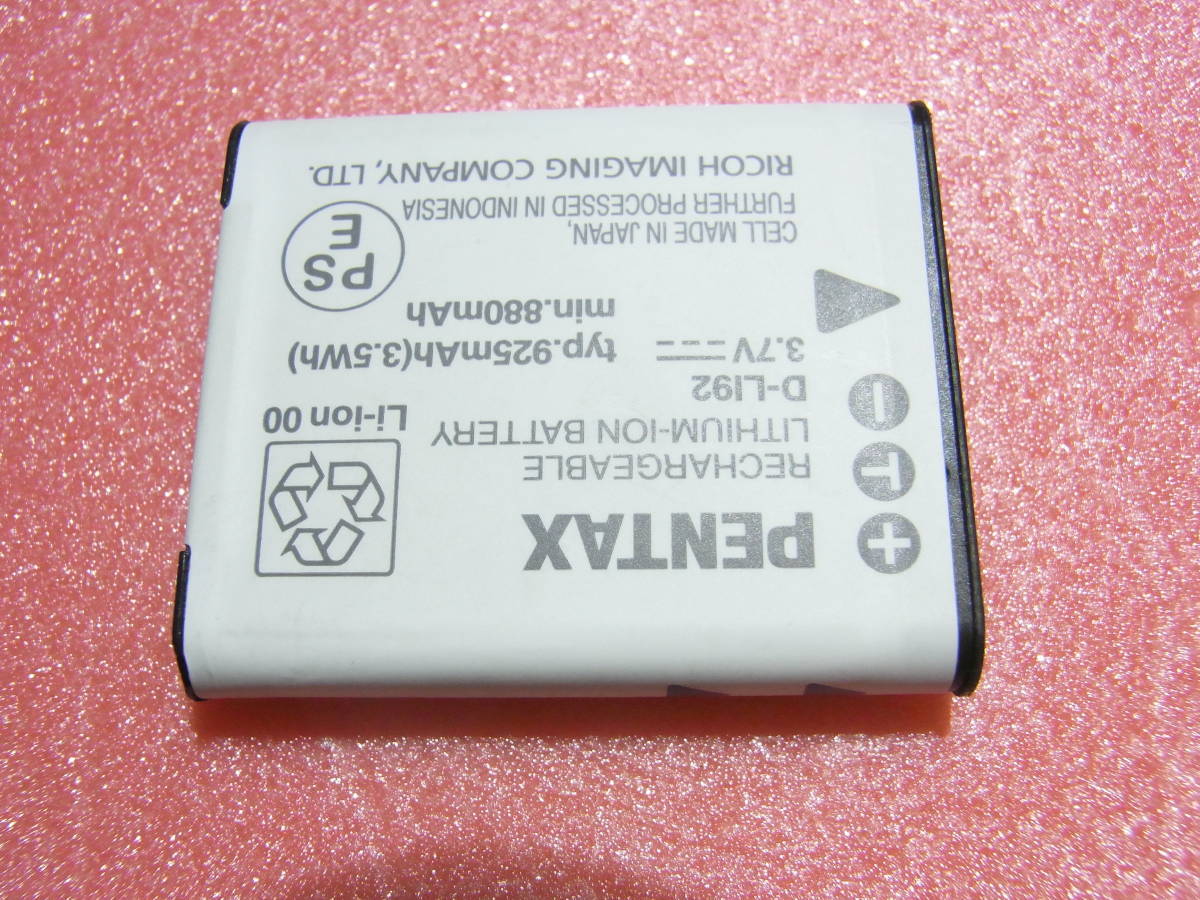 PENTAX
RECHARGEABLE
LITHIUM-ION BATTERY
D-LI92
3.7V
typ.925mAh(3.5Wh)
min.880mAh
Li-ion 00
+
T
−
PS
E
CELL MADE IN JAPAN,
FURTHER PROCESSED IN INDONESIA
RICOH IMAGING COMPANY, LTD.